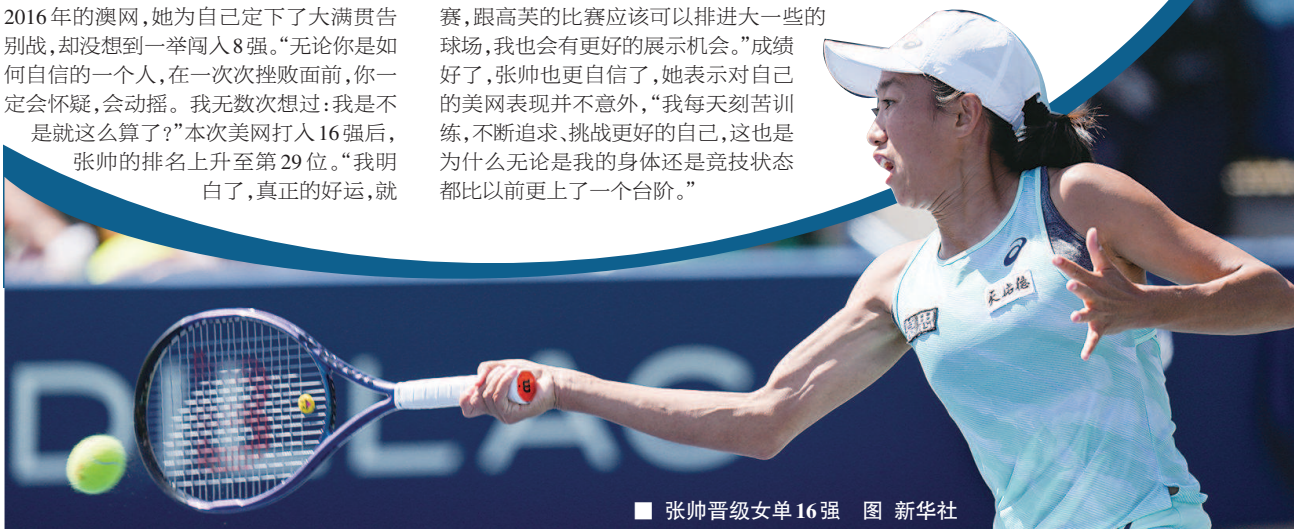 2016年的澳网，她为自己定下了大满贯告
别战，却没想到一举闯入8强。“无论你是如
何自信的一个人，在一次次挫败面前，你一
定会怀疑，会动摇。我无数次想过：我是不
是就这么算了？”本次美网打入16强后，
张帅的排名上升至第29位。“我明
白了，真正的好运，就
赛，跟高芙的比赛应该可以排进大一些的
球场，我也会有更好的展示机会。”成绩
好了，张帅也更自信了，她表示对自己
的美网表现并不意外，“我每天刻苦训
练，不断追求、挑战更好的自己，这也是
为什么无论是我的身体还是竞技状态
都比以前更上了一个台阶。”
asics
天佑德
■ 张帅晋级女单16强 图 新华社